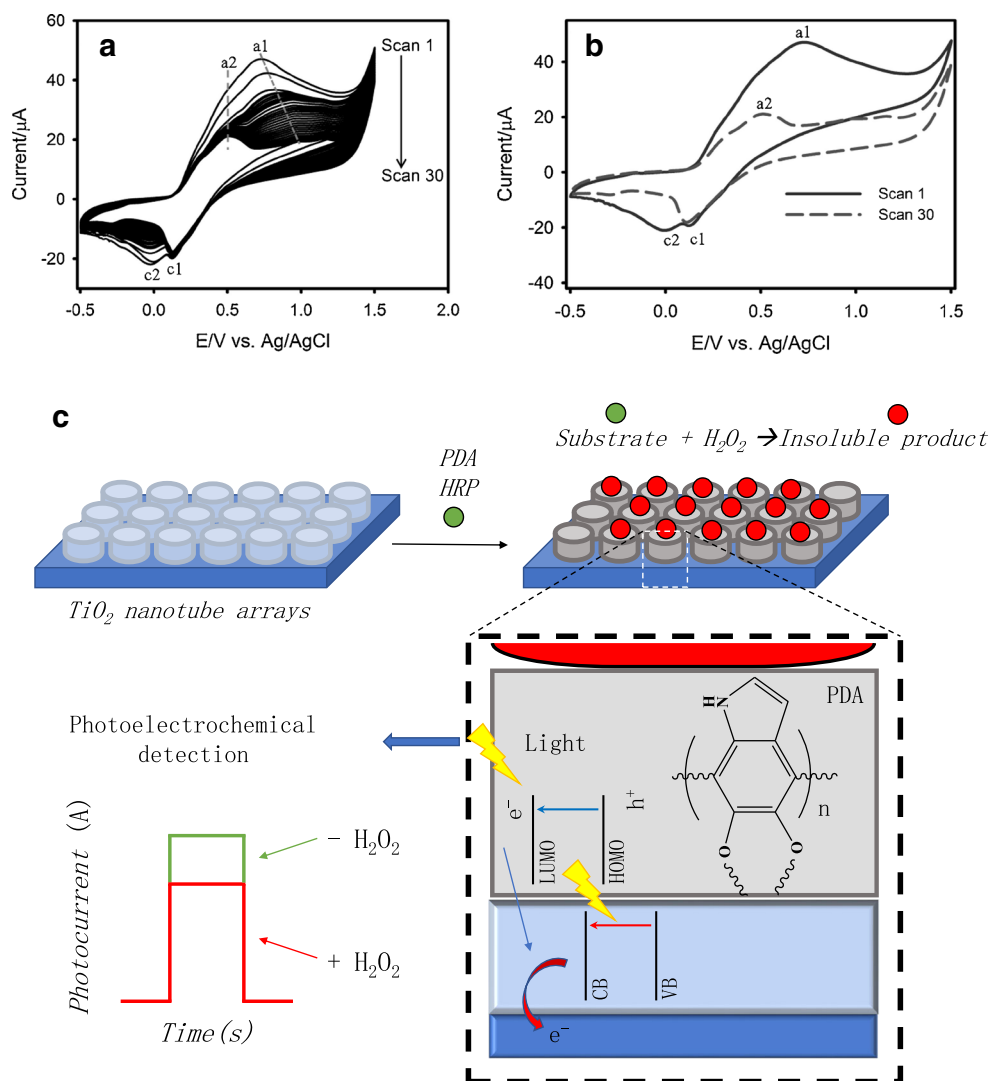 a
60
40
20
0
-20
Current/μA
a2
a1
Scan 1
Scan 30
c2
c1
-0.5
0.0
0.5
1.0
1.5
2.0
E/V vs. Ag/AgCl
b
60
40
20
0
-20
-40
Current/μA
a1
a2
Scan 1
Scan 30
c2
c1
-0.5
0.0
0.5
1.0
1.5
E/V vs. Ag/AgCl
c
TiO₂ nanotube arrays
PDA
HRP
Substrate + H₂O₂ →Insoluble product
PDA
H
N
n
O
O
Light
e⁻
h⁺
LUMO
HOMO
CB
VB
e⁻
Photoelectrochemical
detection
Photocurrent (A)
− H₂O₂
+ H₂O₂
Time(s)